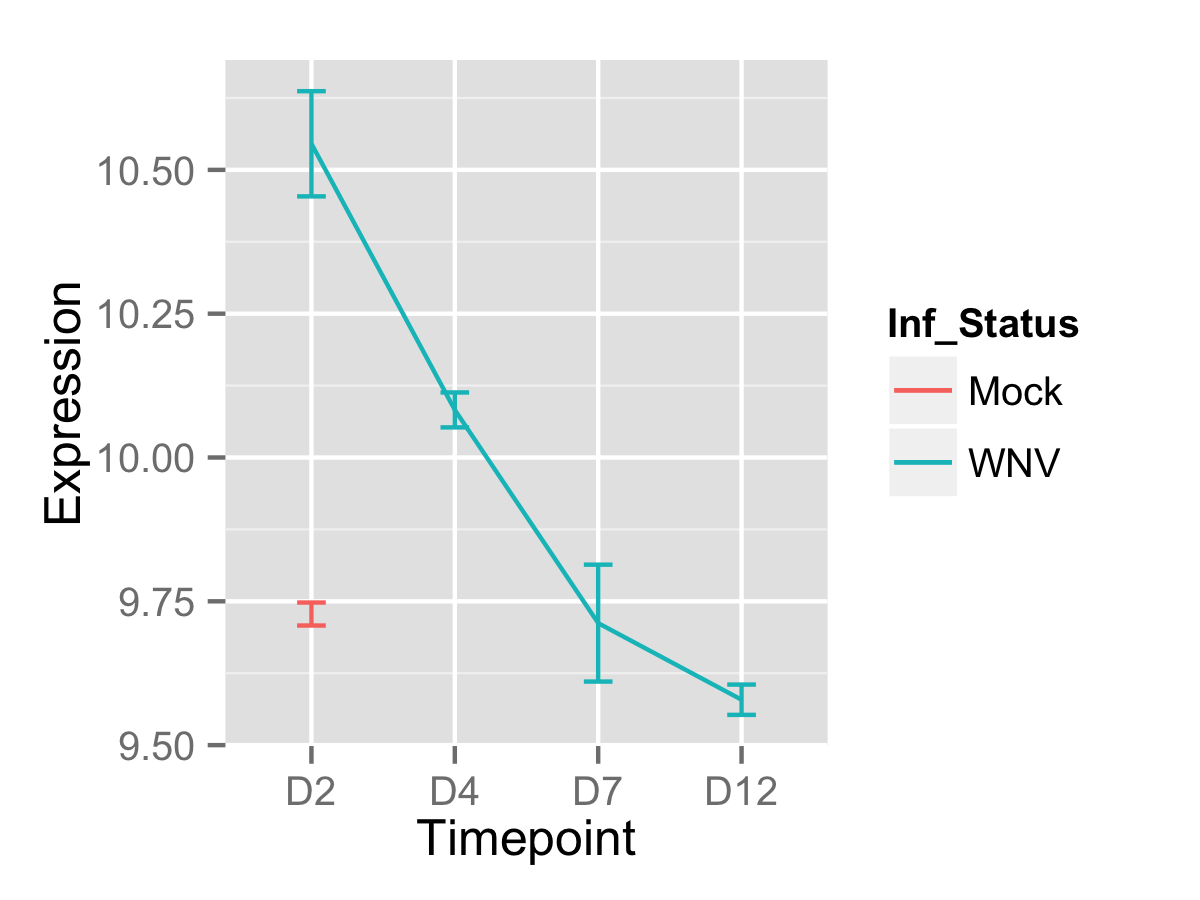 Expression
10.50
10.25
10.00
9.75
9.50
D2 D4 D7 D12
Timepoint
Inf_Status
Mock
WNV